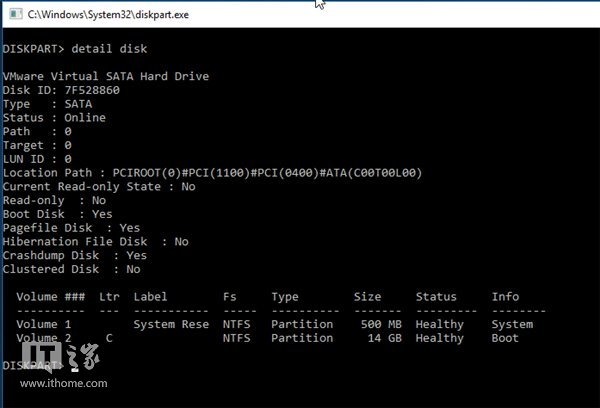 C:\Windows\System32\diskpart.exe
DISKPART> detail disk
VMware Virtual SATA Hard Drive
Disk ID: 7F528860
Type   : SATA
Status : Online
Path   : 0
Target : 0
LUN ID : 0
Location Path : PCIROOT(0)#PCI(1100)#PCI(0400)#ATA(C00T00L00)
Current Read-only State : No
Read-only  : No
Boot Disk  : Yes
Pagefile Disk  : Yes
Hibernation File Disk  : No
Crashdump Disk  : Yes
Clustered Disk  : No
  Volume ###  Ltr  Label        Fs     Type        Size     Status     Info
  ----------  ---  -----------  -----  ----------  -------  ---------  --------
  Volume 1         System Rese  NTFS   Partition    500 MB  Healthy    System
  Volume 2     C                NTFS   Partition     14 GB  Healthy    Boot
DISKPART>
IT之家
www.ithome.com